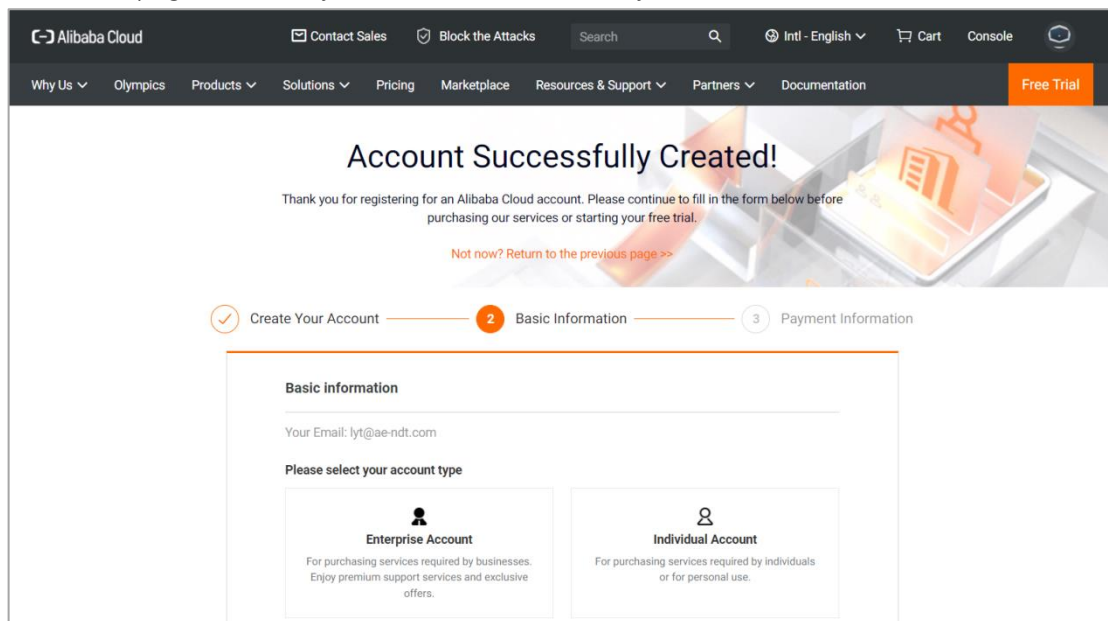 Alibaba Cloud
Contact Sales
Block the Attacks
Search
Intl - English
Cart
Console
Why Us
Olympics
Products
Solutions
Pricing
Marketplace
Resources & Support
Partners
Documentation
Free Trial
Account Successfully Created!
Thank you for registering for an Alibaba Cloud account. Please continue to fill in the form below before
purchasing our services or starting your free trial.
Not now? Return to the previous page >>
Create Your Account
2
Basic Information
3
Payment Information
Basic information
Your Email: lyt@ae-ndt.com
Please select your account type
Enterprise Account
For purchasing services required by businesses.
Enjoy premium support services and exclusive
offers.
Individual Account
For purchasing services required by individuals
or for personal use.